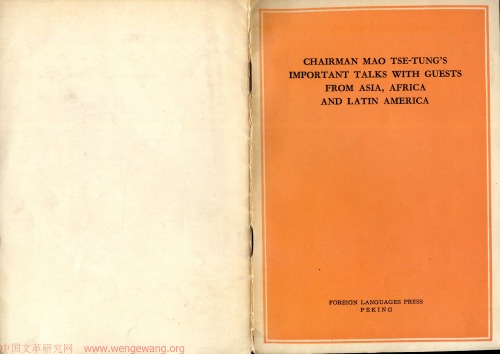 CHAIRMAN MAO TSE-TUNG'S
IMPORTANT TALKS WITH GUESTS
FROM ASIA, AFRICA
AND LATIN AMERICA
FOREIGN LANGUAGES PRESS
PEKING
中国文革研究网 www.wengewang.org